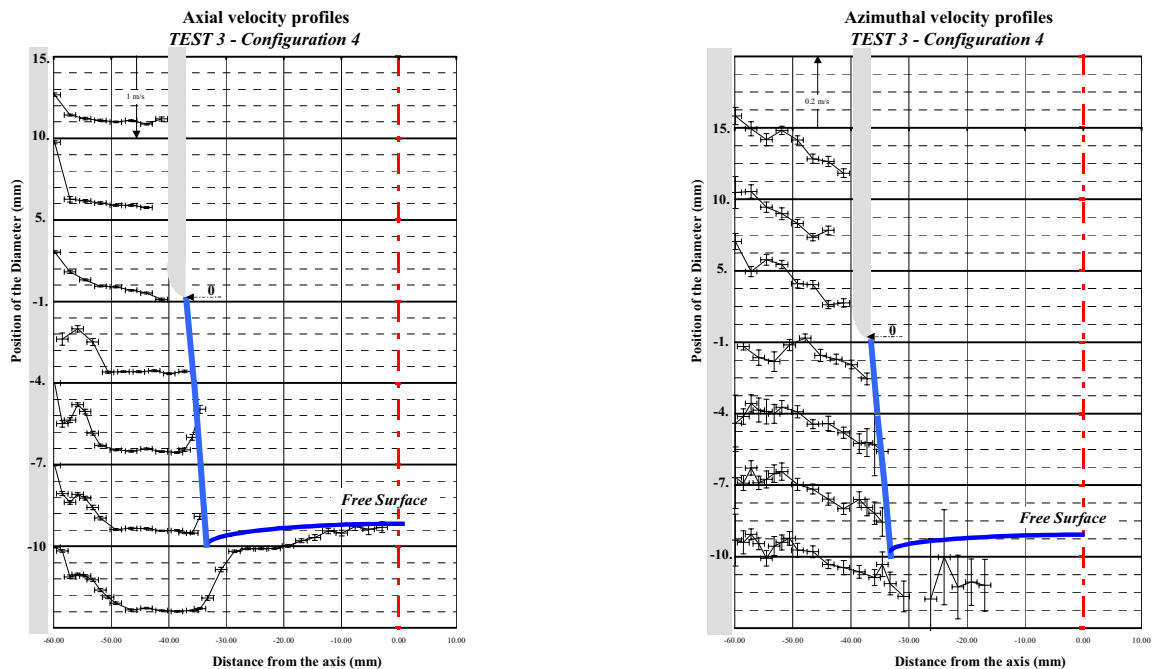 Axial velocity profiles
TEST 3 - Configuration 4
Position of the Diameter (mm)
15.
10.
5.
-1.
-4.
-7.
-10
1 m/s
0
Free Surface
-60.00 -50.00 -40.00 -30.00 -20.00 -10.00 0.00 10.00
Distance from the axis (mm)
Azimuthal velocity profiles
TEST 3 - Configuration 4
Position of the Diameter (mm)
15.
10.
5.
-1.
-4.
-7.
-10.
0.2 m/s
0
Free Surface
-60.00 -50.00 -40.00 -30.00 -20.00 -10.00 0.00 10.00
Distance from the axis (mm)